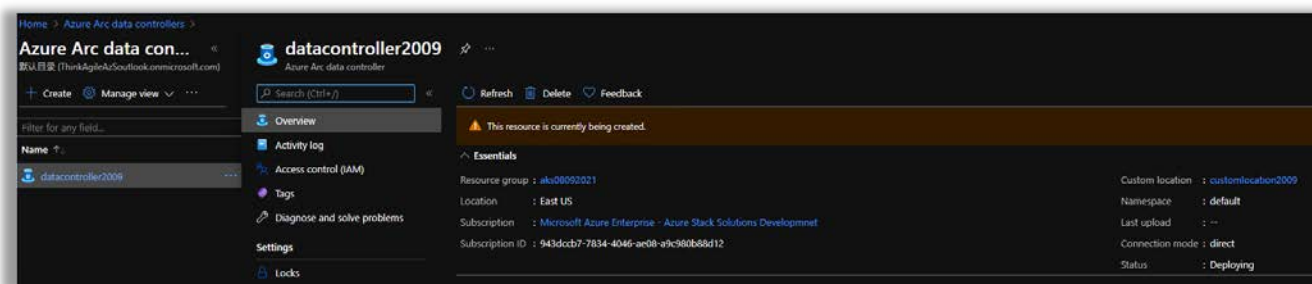 Home > Azure Arc data controllers >
Azure Arc data con... «
默认目录 (ThinkAgileAzSoutlook.onmicrosoft.com)
+ Create Manage view ...
Filter for any field...
Name ↑↓
datacontroller2009 ...
datacontroller2009 ...
Azure Arc data controller
Search (Ctrl+/) «
Overview
Activity log
Access control (IAM)
Tags
Diagnose and solve problems
Settings
Locks
Refresh Delete Feedback
This resource is currently being created.
Essentials
Resource group : aks08092021
Location : East US
Subscription : Microsoft Azure Enterprise - Azure Stack Solutions Developmnet
Subscription ID : 943dccb7-7834-4046-ae08-a9c980b88d12
Custom location : customlocation2009
Namespace : default
Last upload : --
Connection mode : direct
Status : Deploying